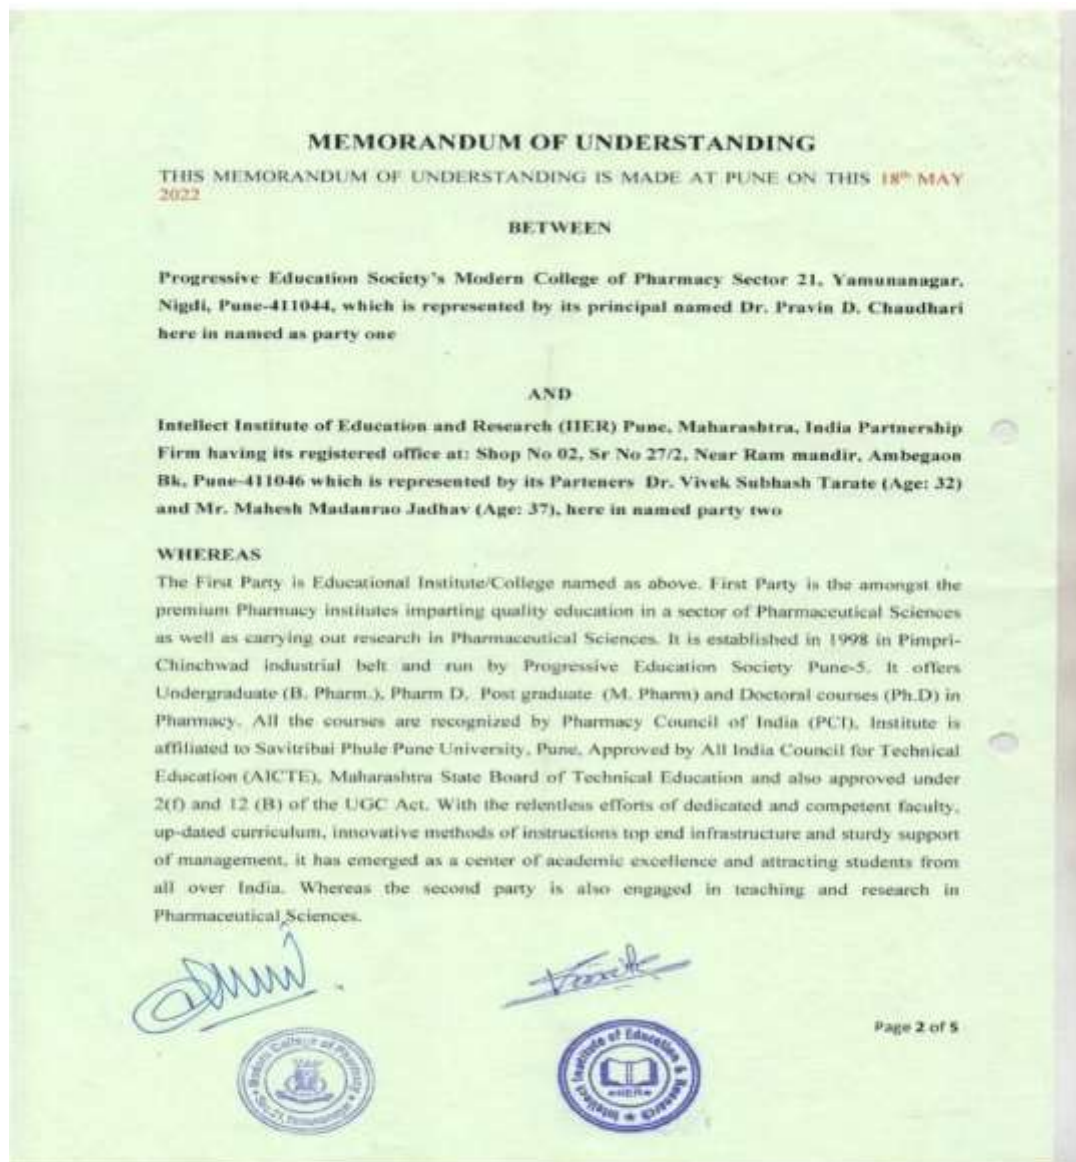 MEMORANDUM OF UNDERSTANDING
THIS MEMORANDUM OF UNDERSTANDING IS MADE AT PUNE ON THIS 18th MAY
2022
BETWEEN
Progressive Education Society's Modern College of Pharmacy Sector 21, Yamunanagar,
Nigdi, Pune-411044, which is represented by its principal named Dr. Pravin D. Chaudhari
here in named as party one
AND
Intellect Institute of Education and Research (IIER) Pune, Maharashtra, India Partnership
Firm having its registered office at: Shop No 02, Sr No 27/2, Near Ram mandir, Ambegaon
Bk, Pune-411046 which is represented by its Parteners Dr. Vivek Subhash Tarate (Age: 32)
and Mr. Mahesh Madanrao Jadhav (Age: 37), here in named party two
WHEREAS
The First Party is Educational Institute/College named as above. First Party is the amongst the
premium Pharmacy institutes imparting quality education in a sector of Pharmaceutical Sciences
as well as carrying out research in Pharmaceutical Sciences. It is established in 1998 in Pimpri-
Chinchwad industrial belt and run by Progressive Education Society Pune-5. It offers
Undergraduate (B. Pharm.), Pharm D, Post graduate (M. Pharm) and Doctoral courses (Ph.D) in
Pharmacy. All the courses are recognized by Pharmacy Council of India (PCI), Institute is
affiliated to Savitribai Phule Pune University, Pune, Approved by All India Council for Technical
Education (AICTE), Maharashtra State Board of Technical Education and also approved under
2(f) and 12 (B) of the UGC Act. With the relentless efforts of dedicated and competent faculty,
up-dated curriculum, innovative methods of instructions top end infrastructure and sturdy support
of management, it has emerged as a center of academic excellence and attracting students from
all over India. Whereas the second party is also engaged in teaching and research in
Pharmaceutical Sciences.
Page 2 of 5
Modern College of Pharmacy
Intellect Institute of Education & Research
IIER